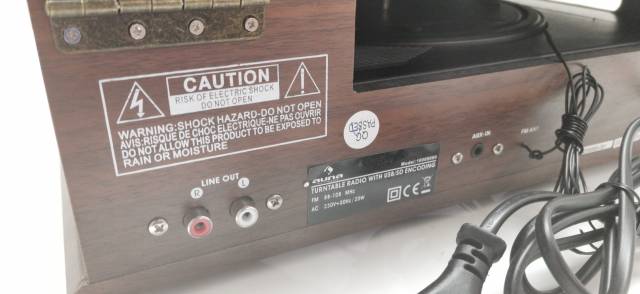 CAUTION
RISK OF ELECTRIC SHOCK
DO NOT OPEN
WARNING:SHOCK HAZARD-DO NOT OPEN
AVIS:RISQUE DE CHOC ELECTRIQUE-NE PAS OUVRIR
DO NOT ALLOW THIS PRODUCT TO BE EXPOSED TO
RAIN OR MOISTURE
QC
PASSED
LINE OUT
R
L
auna
TURNTABLE RADIO WITH USB/SD ENCODING
FM 88-108 MHz
AC 230V~50Hz/20W
CE
AUX-IN
FM ANT